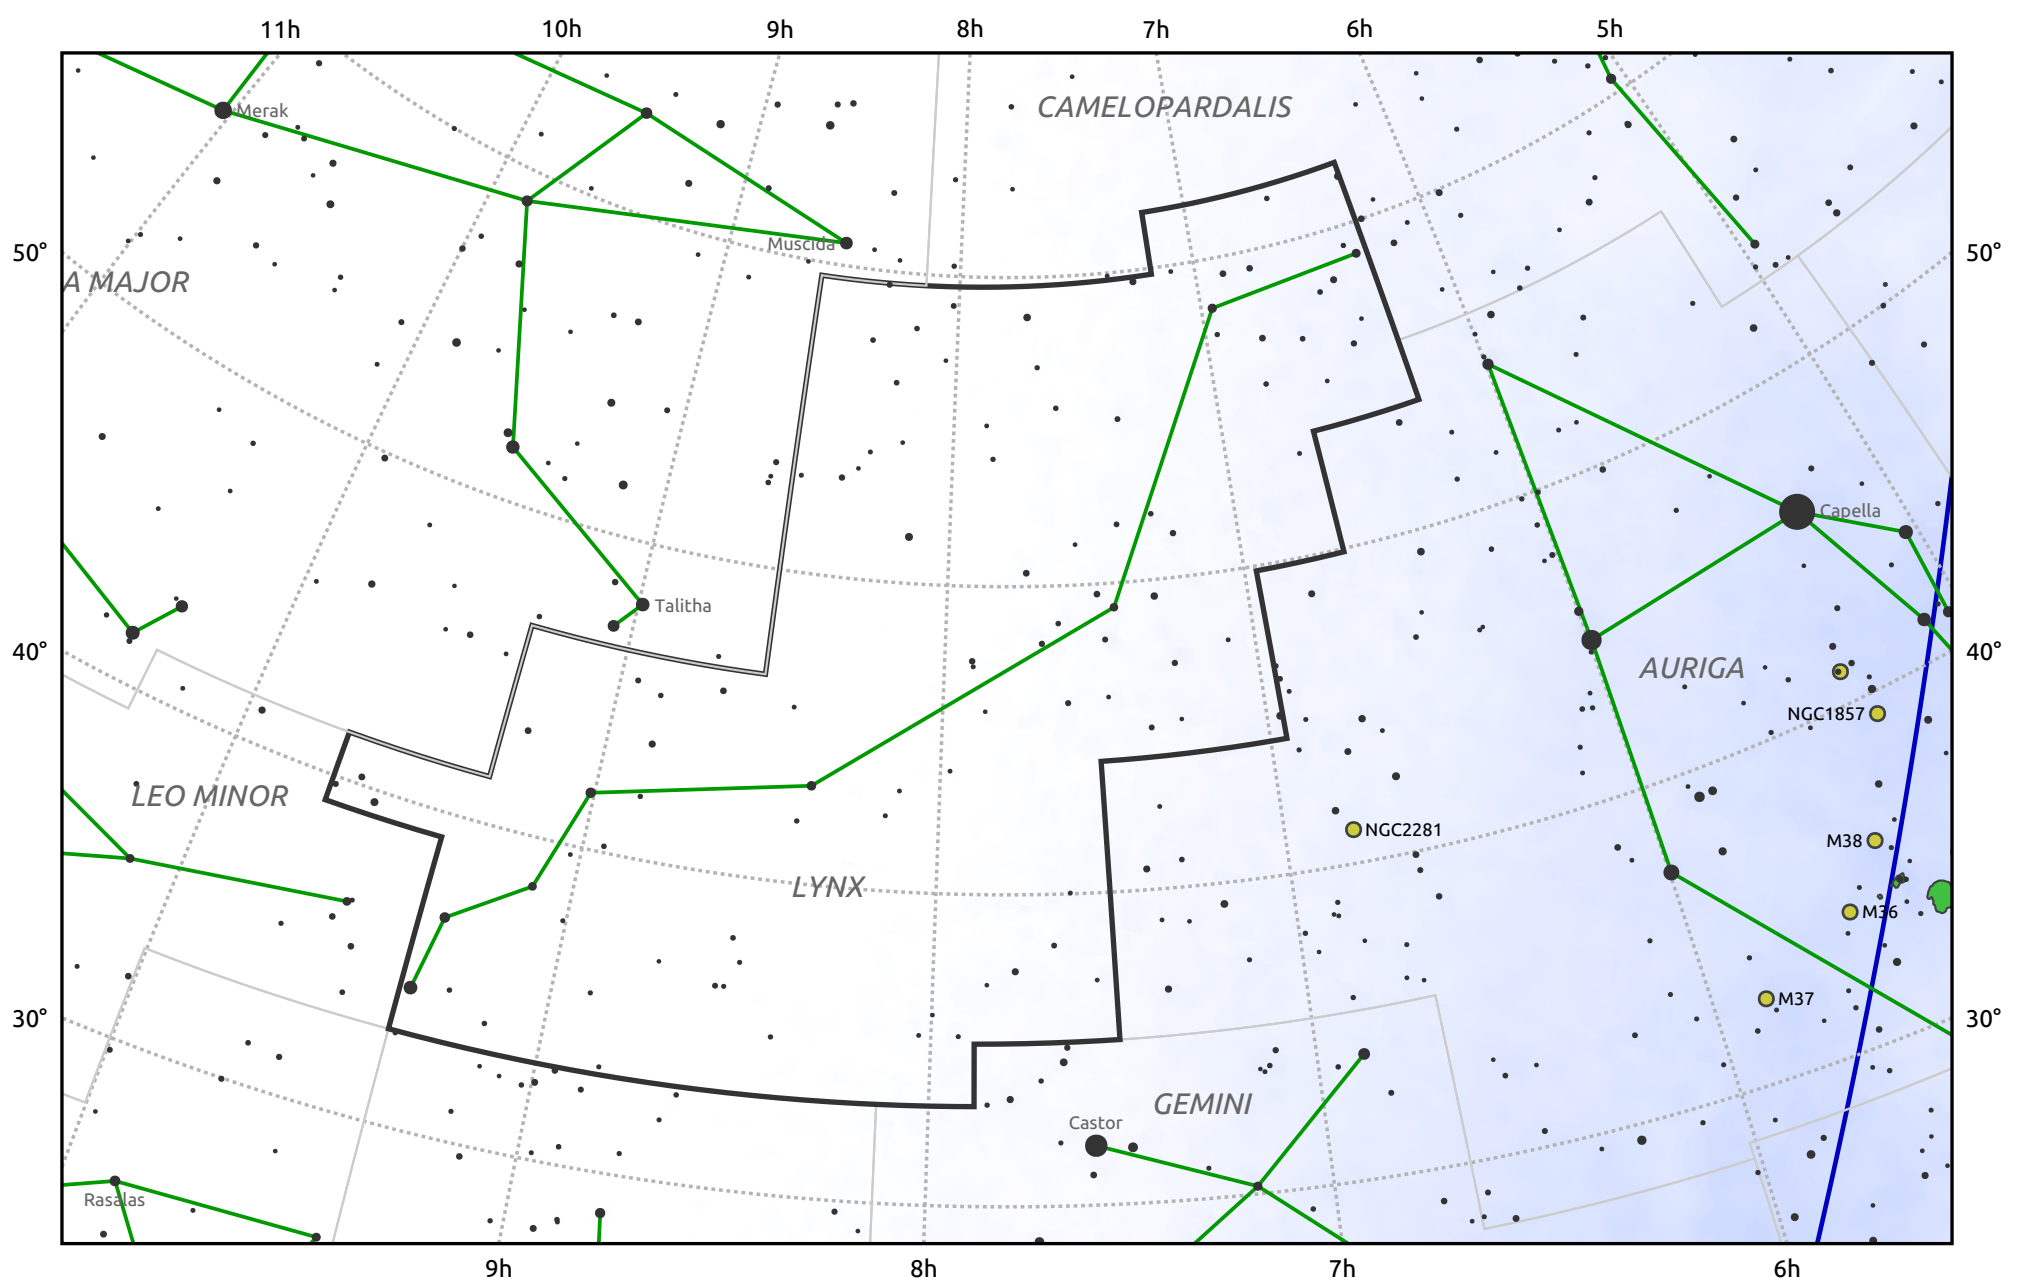 11h 10h 9h 8h 7h 6h 5h
CAMELOPARDALIS
Merak
Muscida
50° 50°
A MAJOR
Capella
Talitha
40° 40°
AURIGA
NGC1857
LEO MINOR
NGC2281
M38
LYNX
M36
M37
30° 30°
GEMINI
Castor
Rasalas
9h 8h 7h 6h